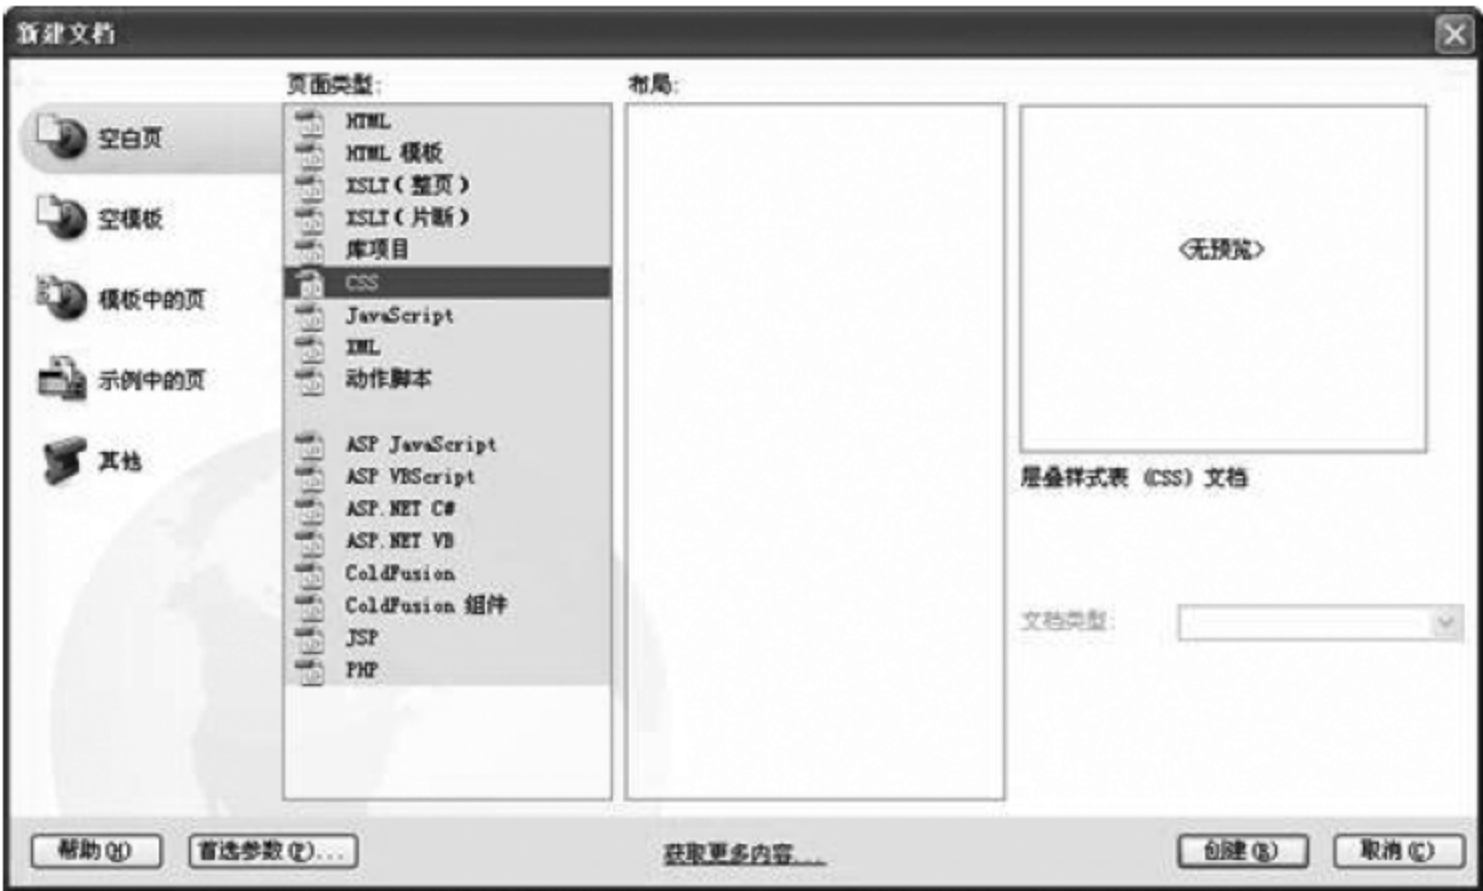 新建文档
页面类型:
布局:
空白页
空模板
模板中的页
示例中的页
其他
HTML
HTML 模板
XSLT(整页)
XSLT(片断)
库项目
CSS
JavaScript
XML
动作脚本
ASP JavaScript
ASP VBScript
ASP.NET C#
ASP.NET VB
ColdFusion
ColdFusion 组件
JSP
PHP
<无预览>
层叠样式表 (CSS) 文档
文档类型:
帮助(H)
首选参数(P)...
获取更多内容...
创建(R)
取消(C)